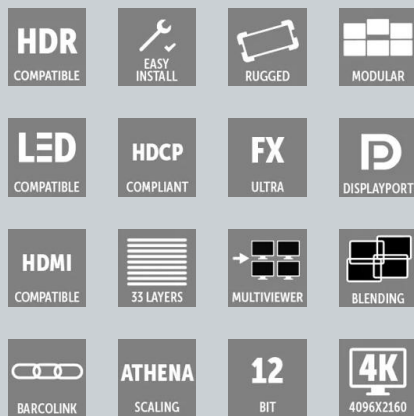 HDR
COMPATIBLE
EASY
INSTALL
RUGGED
MODULAR
LED
COMPATIBLE
HDCP
COMPLIANT
FX
ULTRA
DISPLAYPORT
HDMI
COMPATIBLE
33 LAYERS
MULTIVIEWER
BLENDING
BARCOLINK
ATHENA
SCALING
12
BIT
4K
4096X2160